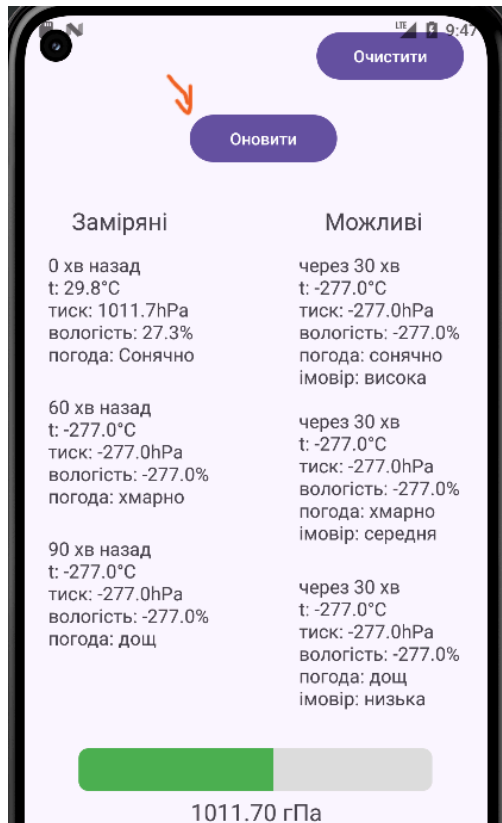 LTE 9:47
Очистити
Оновити
Заміряні
0 хв назад
t: 29.8°C
тиск: 1011.7hPa
вологість: 27.3%
погода: Сонячно
60 хв назад
t: -277.0°C
тиск: -277.0hPa
вологість: -277.0%
погода: хмарно
90 хв назад
t: -277.0°C
тиск: -277.0hPa
вологість: -277.0%
погода: дощ
Можливі
через 30 хв
t: -277.0°C
тиск: -277.0hPa
вологість: -277.0%
погода: сонячно
імовір: висока
через 30 хв
t: -277.0°C
тиск: -277.0hPa
вологість: -277.0%
погода: хмарно
імовір: середня
через 30 хв
t: -277.0°C
тиск: -277.0hPa
вологість: -277.0%
погода: дощ
імовір: низька
1011.70 гПа